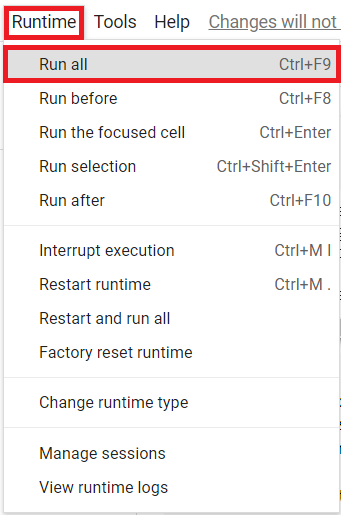 Runtime Tools Help Changes will not
Run all Ctrl+F9
Run before Ctrl+F8
Run the focused cell Ctrl+Enter
Run selection Ctrl+Shift+Enter
Run after Ctrl+F10
Interrupt execution Ctrl+M I
Restart runtime Ctrl+M .
Restart and run all
Factory reset runtime
Change runtime type
Manage sessions
View runtime logs